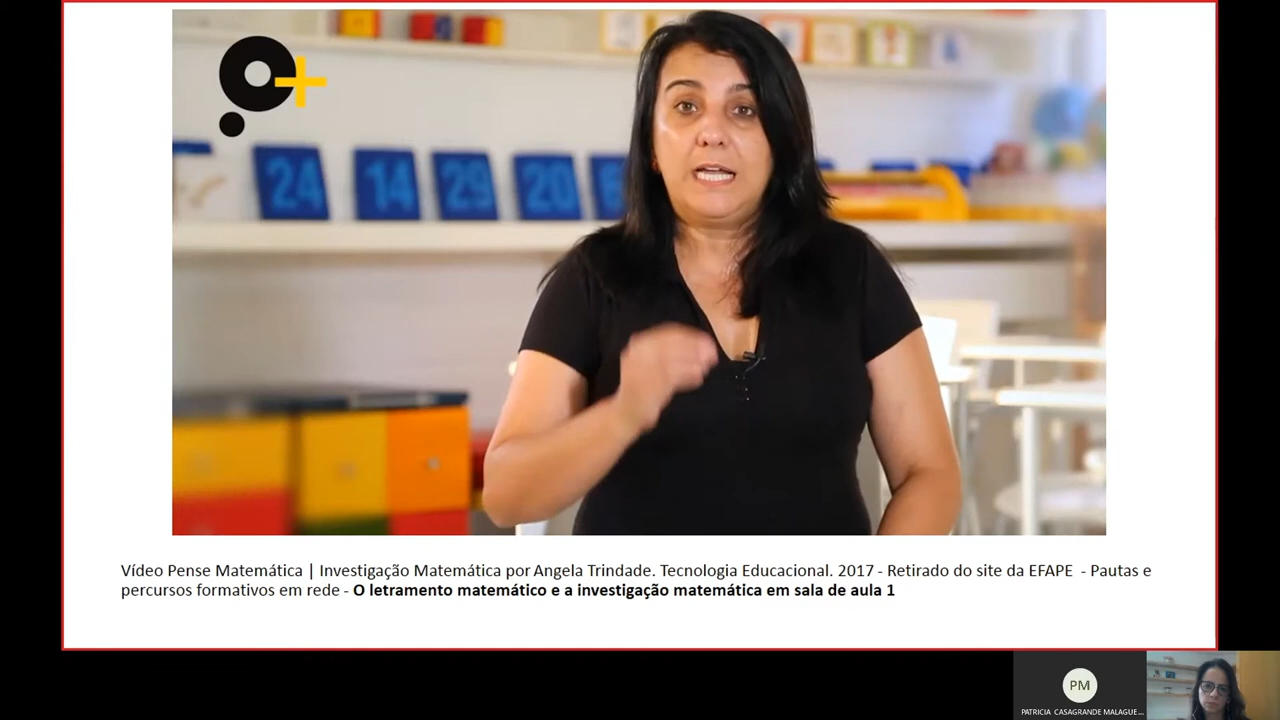 24 14 29 20
Vídeo Pense Matemática | Investigação Matemática por Angela Trindade. Tecnologia Educacional. 2017 - Retirado do site da EFAPE - Pautas e
percursos formativos em rede - O letramento matemático e a investigação matemática em sala de aula 1
PM
PATRICIA CASAGRANDE MALAGUE...